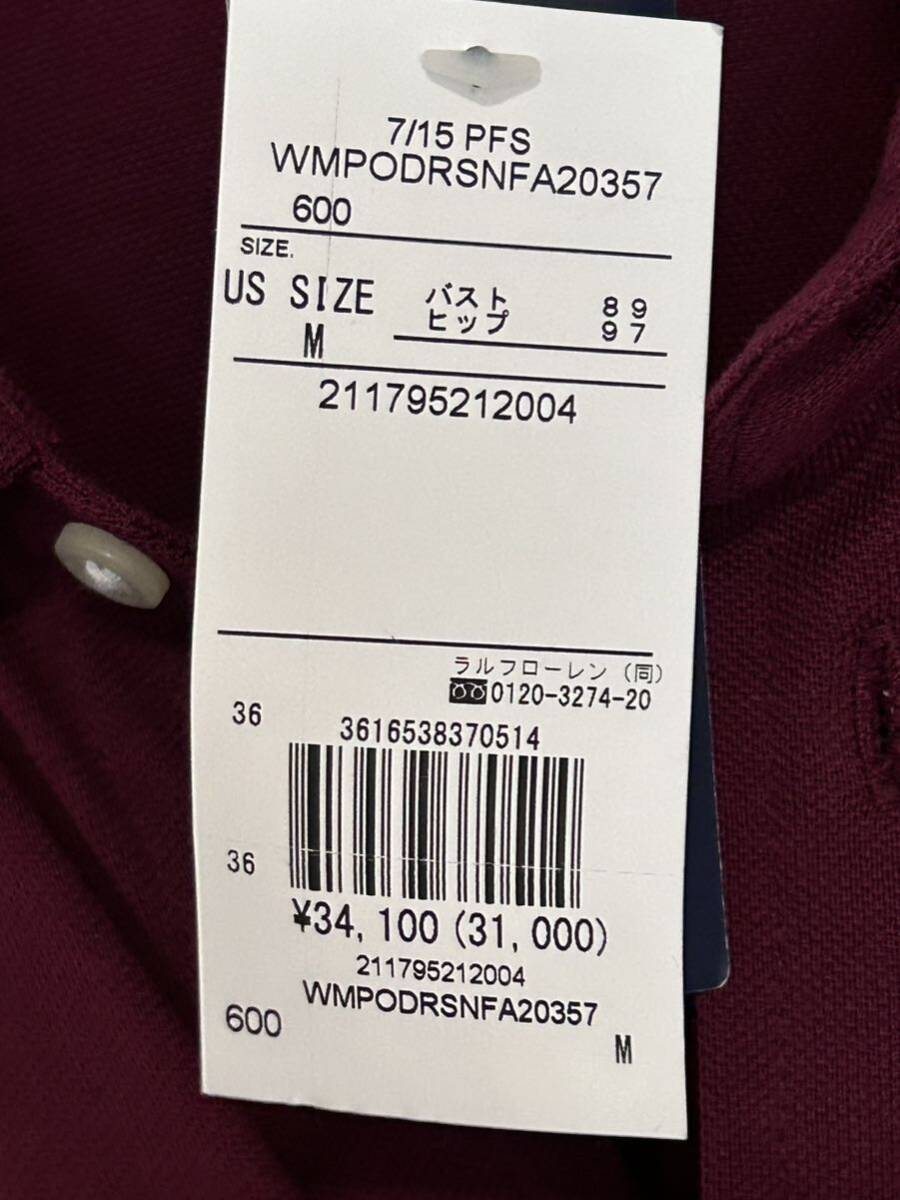 7/15 PFS
WMPODRSNFA20357
600
SIZE.
US SIZE
M
バスト 89
ヒップ 97
211795212004
ラルフローレン(同)
0120-3274-20
36
3616538370514
36
¥34,100(31,000)
211795212004
WMPODRSNFA20357
600
M